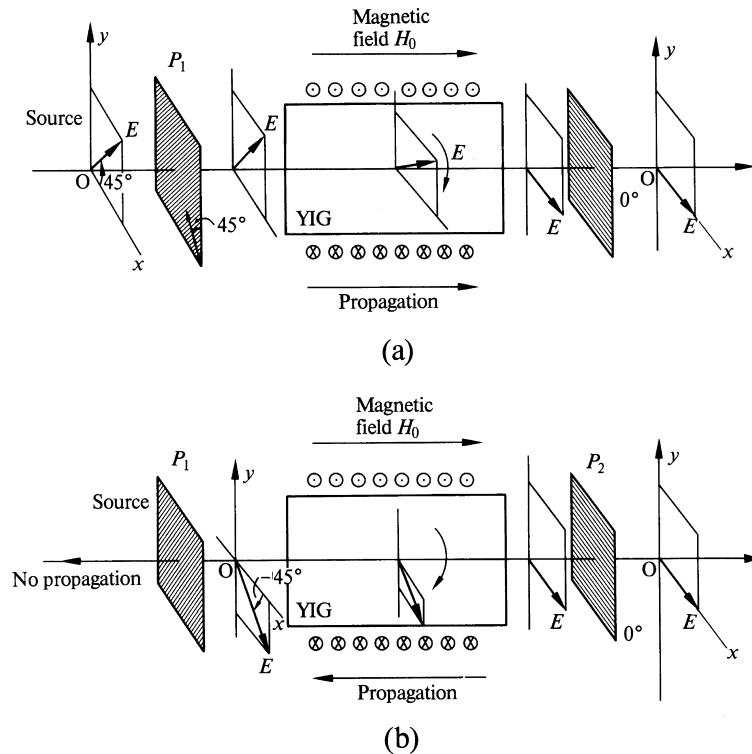 Magnetic
field H₀
y
P₁
Source
E
O
45°
x
45°
E
E
YIG
E
0°
y
O
E
x
Propagation
(a)
Magnetic
field H₀
P₁
y
Source
O
No propagation
−45°
x
E
YIG
P₂
E
0°
y
O
E
x
Propagation
(b)